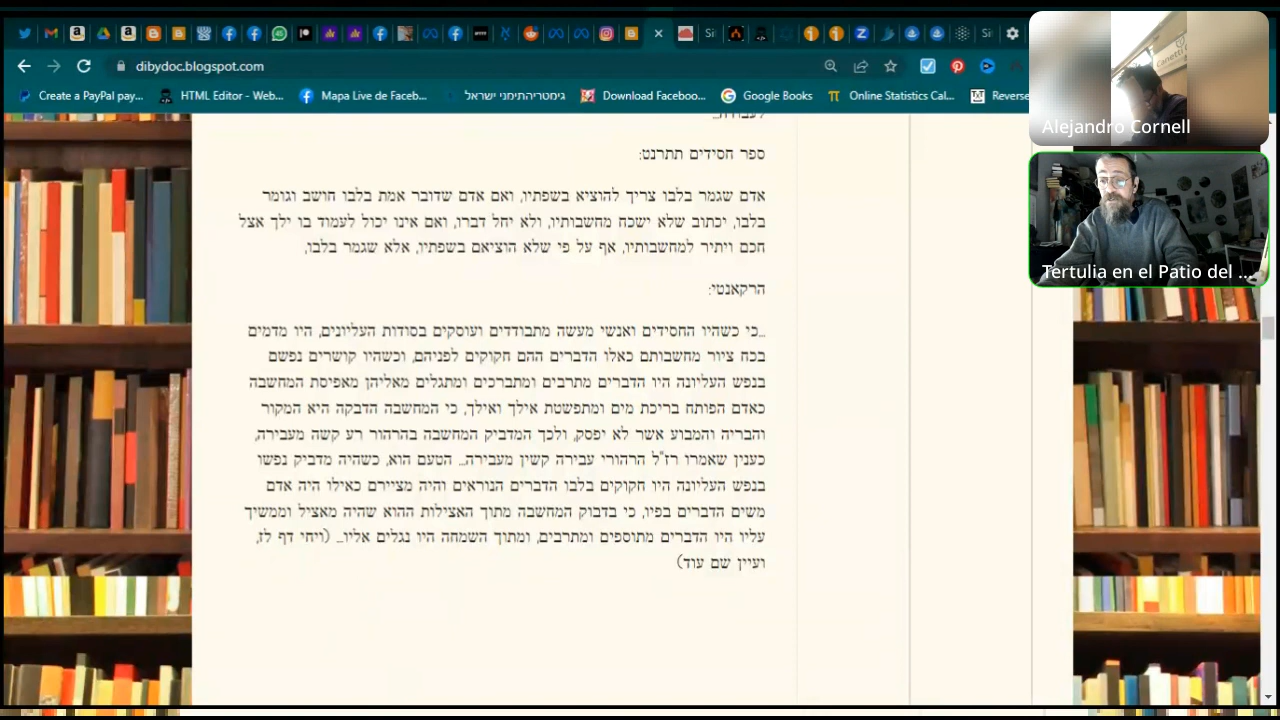 dibydoc.blogspot.com
Create a PayPal pay...
HTML Editor - Web...
Mapa Live de Faceb...
גימטריהתימני ישראל
Download Faceboo...
Google Books
Online Statistics Cal...
Reverse
Alejandro Cornell
Tertulia en el Patio del ...
ספר חסידים תתרנט:
אדם שגמר בלבו צריך להוציא בשפתיו, ואם אדם שדובר אמת בלבו חושב וגומר
בלבו, יכתוב שלא ישכח מחשבותיו, ולא יחל דברו, ואם אינו יכול לעמוד בו ילך אצל
חכם ויתיר למחשבותיו, אף על פי שלא הוציאם בשפתיו, אלא שגמר בלבו,
הרקאנטי:
...כי כשהיו החסידים ואנשי מעשה מתבודדים ועוסקים בסודות העליונים, היו מדמים
בכח ציור מחשבותם כאלו הדברים ההם חקוקים לפניהם, וכשהיו קושרים נפשם
בנפש העליונה היו הדברים מתרבים ומתברכים ומתגלים מאליהן מאפיסת המחשבה
כאדם הפותח בריכת מים ומתפשטת אילך ואילך, כי המחשבה הדבקה היא המקור
והבריה והמבוע אשר לא יפסק, ולכך המדביק המחשבה בהרהור רע קשה מעבירה,
כענין שאמרו רז"ל הרהורי עבירה קשין מעבירה... הטעם הוא, כשהיה מדביק נפשו
בנפש העליונה היו חקוקים בלבו הדברים הנוראים והיה מציירם כאילו היה אדם
משים הדברים בפיו, כי בדבוק המחשבה מתוך האצילות ההוא שהיה מאציל וממשיך
עליו היו הדברים מתוספים ומתרבים, ומתוך השמחה היו נגלים אליו... (ויחי דף לז,
ועיין שם עוד)